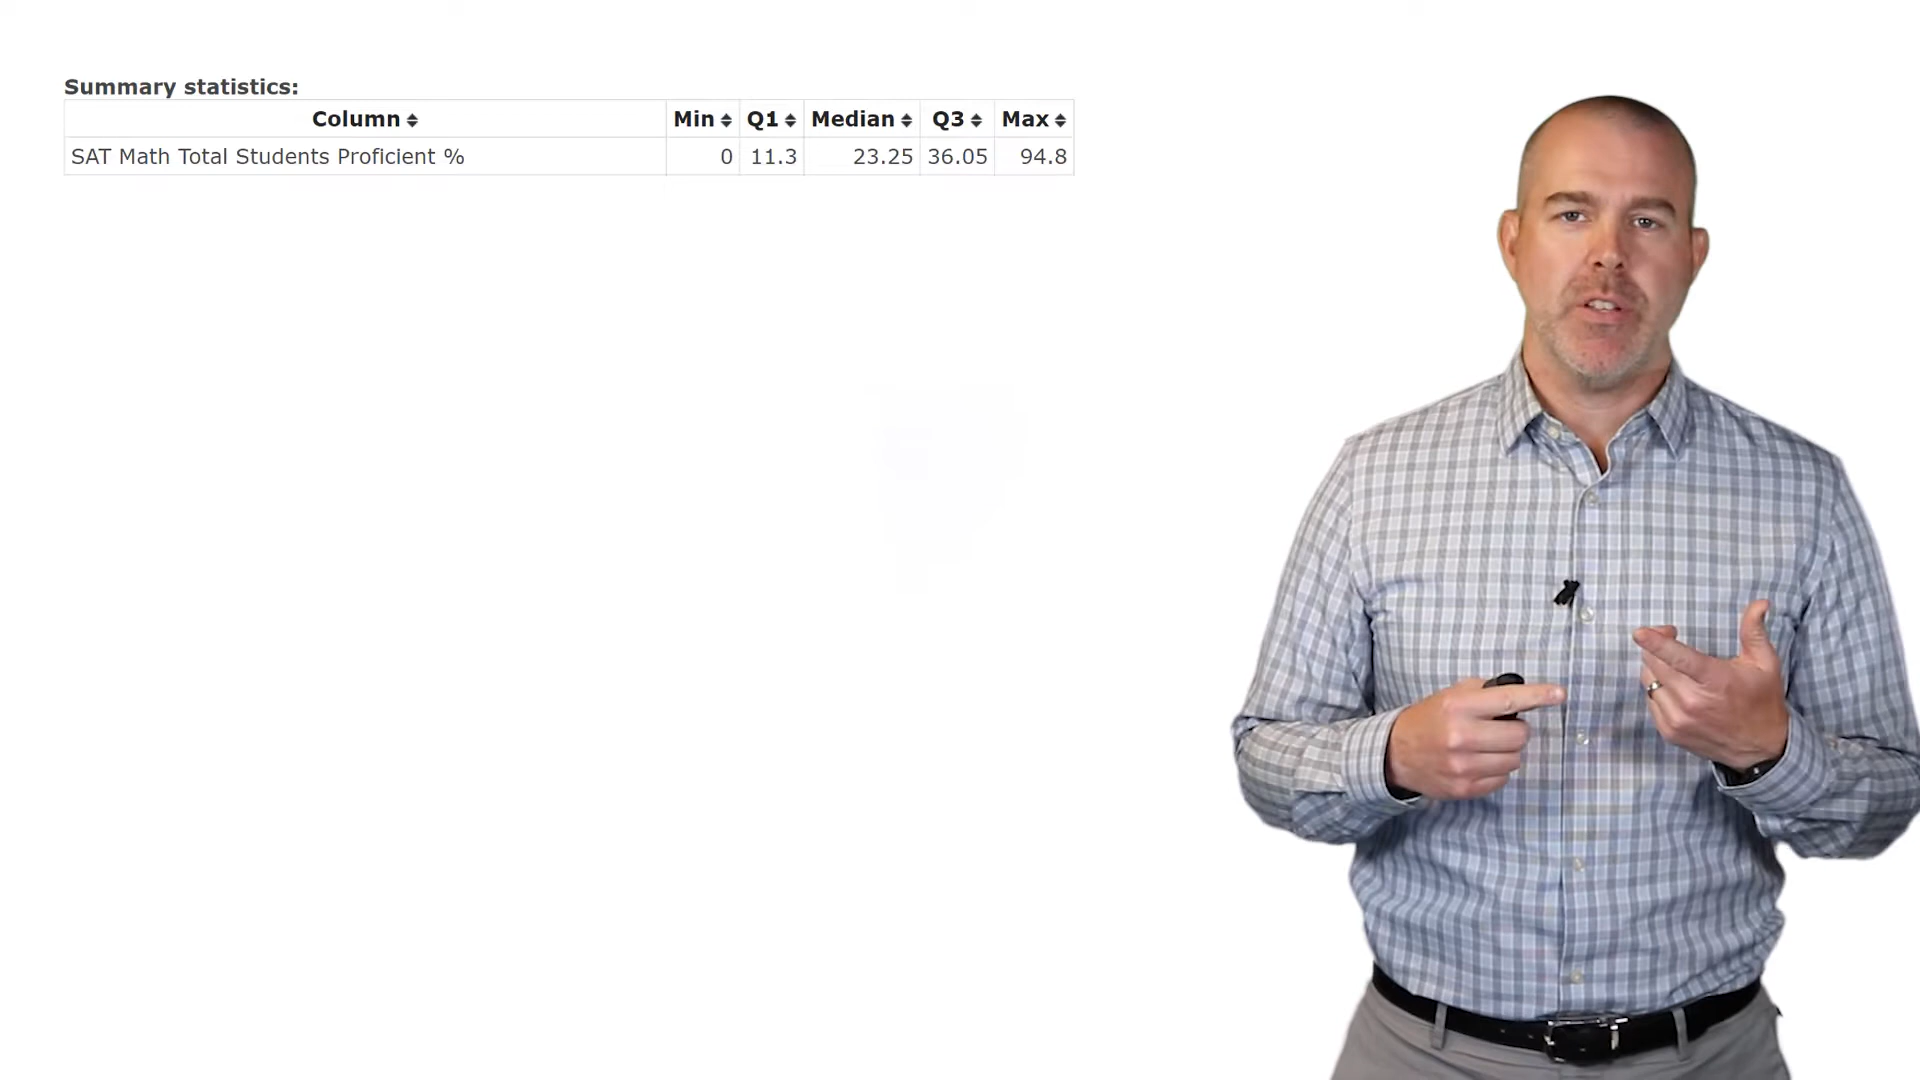 Summary statistics:
Column Min Q1 Median Q3 Max
SAT Math Total Students Proficient % 0 11.3 23.25 36.05 94.8